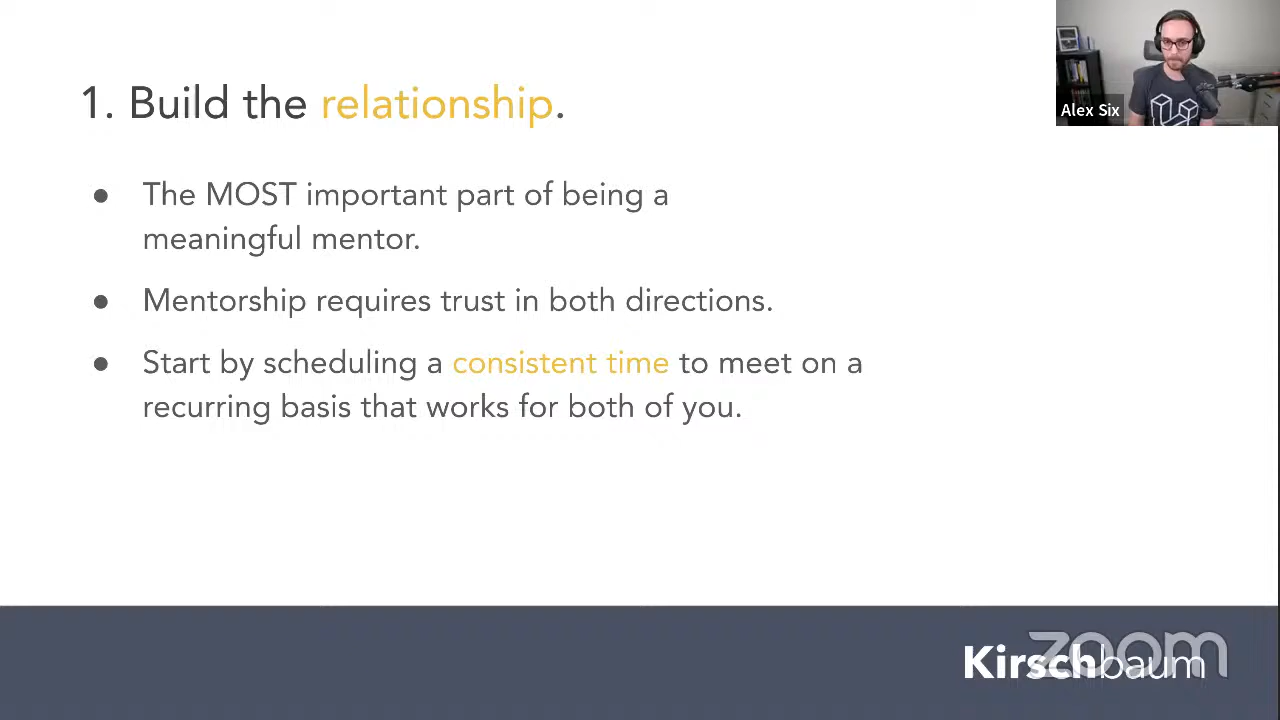 1. Build the relationship.
● The MOST important part of being a
meaningful mentor.
● Mentorship requires trust in both directions.
● Start by scheduling a consistent time to meet on a
recurring basis that works for both of you.
Alex Six
Kirschbaum
zoom